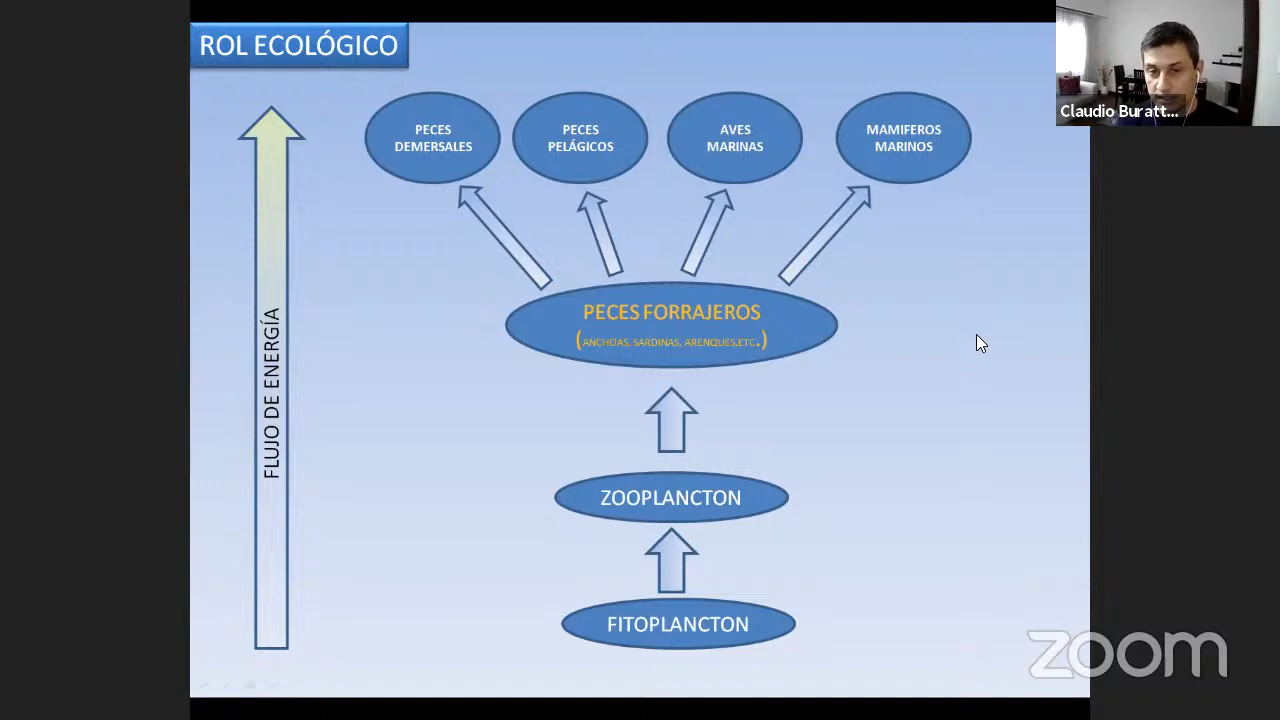 ROL ECOLÓGICO
Claudio Buratt...
PECES
DEMERSALES
PECES
PELÁGICOS
AVES
MARINAS
MAMIFEROS
MARINOS
FLUJO DE ENERGÍA
PECES FORRAJEROS
(ANCHOAS, SARDINAS, ARENQUES,ETC.)
ZOOPLANCTON
FITOPLANCTON
zoom